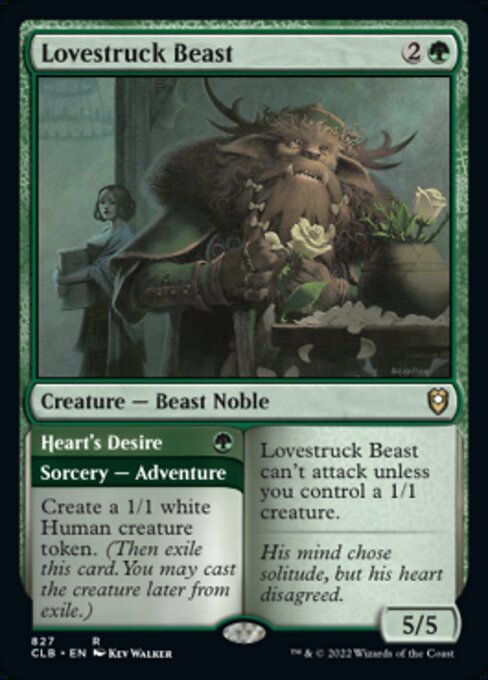 Lovestruck Beast 2
Creature — Beast Noble
Heart's Desire
Sorcery — Adventure
Create a 1/1 white
Human creature
token. (Then exile
this card. You may cast
the creature later from
exile.)
Lovestruck Beast
can't attack unless
you control a 1/1
creature.
His mind chose
solitude, but his heart
disagreed.
5/5
827 R
CLB • EN Kev Walker
™ & © 2022 Wizards of the Coast